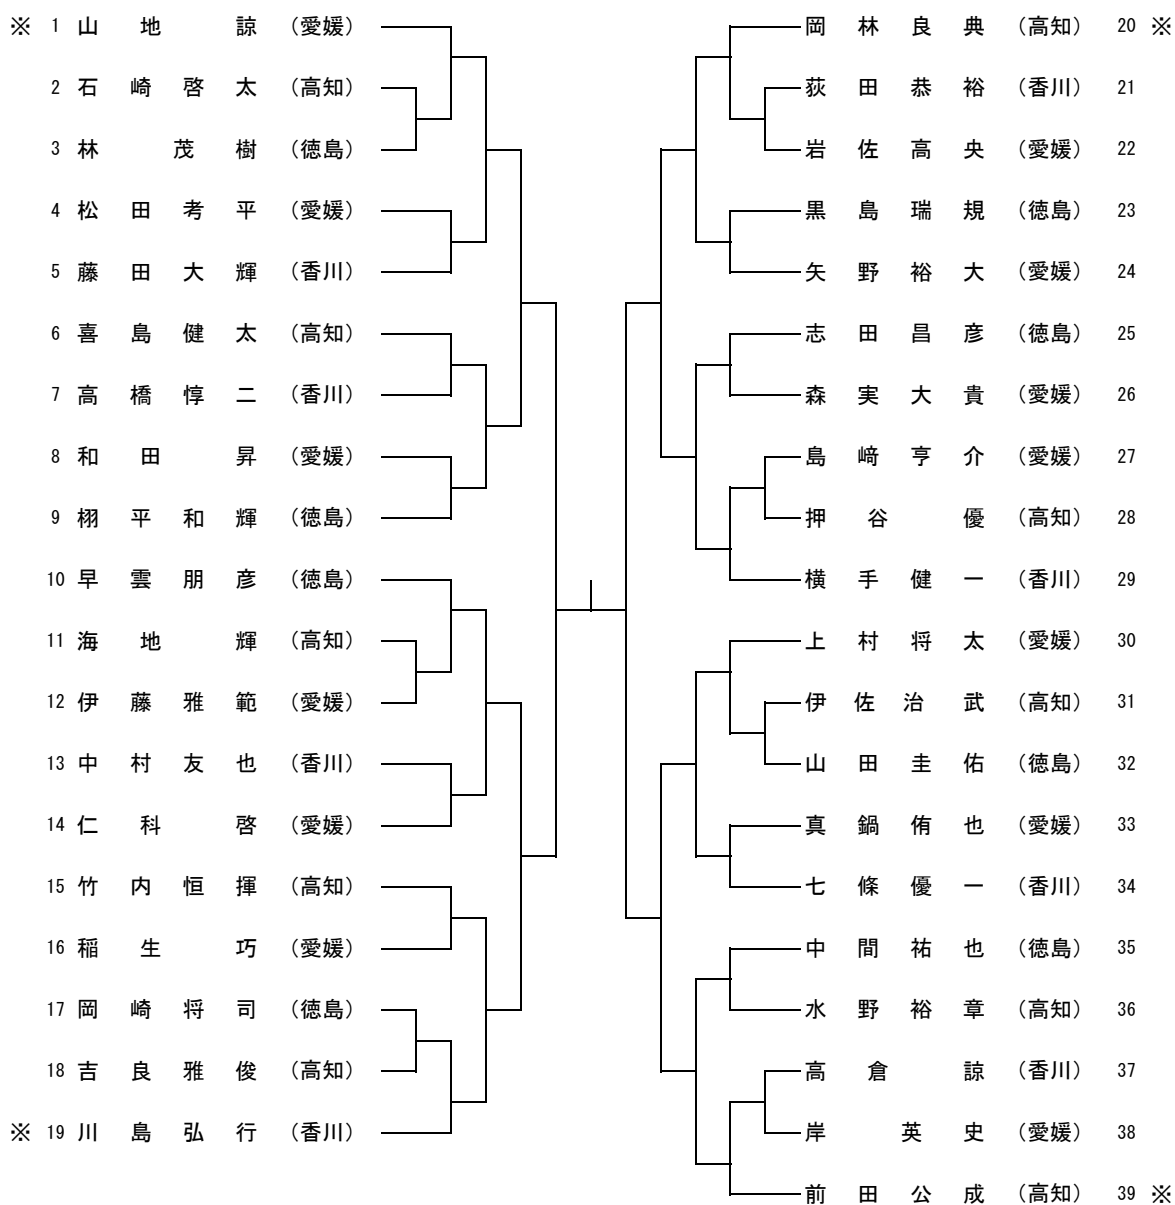 ※ 1 山地 諒 (愛媛)
2 石崎啓太 (高知)
3 林 茂樹 (徳島)
4 松田考平 (愛媛)
5 藤田大輝 (香川)
6 喜島健太 (高知)
7 高橋惇二 (香川)
8 和田 昇 (愛媛)
9 栩平和輝 (徳島)
10 早雲朋彦 (徳島)
11 海地 輝 (高知)
12 伊藤雅範 (愛媛)
13 中村友也 (香川)
14 仁科 啓 (愛媛)
15 竹内恒揮 (高知)
16 稲生 巧 (愛媛)
17 岡崎将司 (徳島)
18 吉良雅俊 (高知)
※ 19 川島弘行 (香川)
岡林良典 (高知) 20 ※
荻田恭裕 (香川) 21
岩佐高央 (愛媛) 22
黒島瑞規 (徳島) 23
矢野裕大 (愛媛) 24
志田昌彦 (徳島) 25
森実大貴 (愛媛) 26
島﨑亨介 (愛媛) 27
押谷 優 (高知) 28
横手健一 (香川) 29
上村将太 (愛媛) 30
伊佐治 武 (高知) 31
山田圭佑 (徳島) 32
真鍋侑也 (愛媛) 33
七條優一 (香川) 34
中間祐也 (徳島) 35
水野裕章 (高知) 36
高倉 諒 (香川) 37
岸 英史 (愛媛) 38
前田公成 (高知) 39 ※